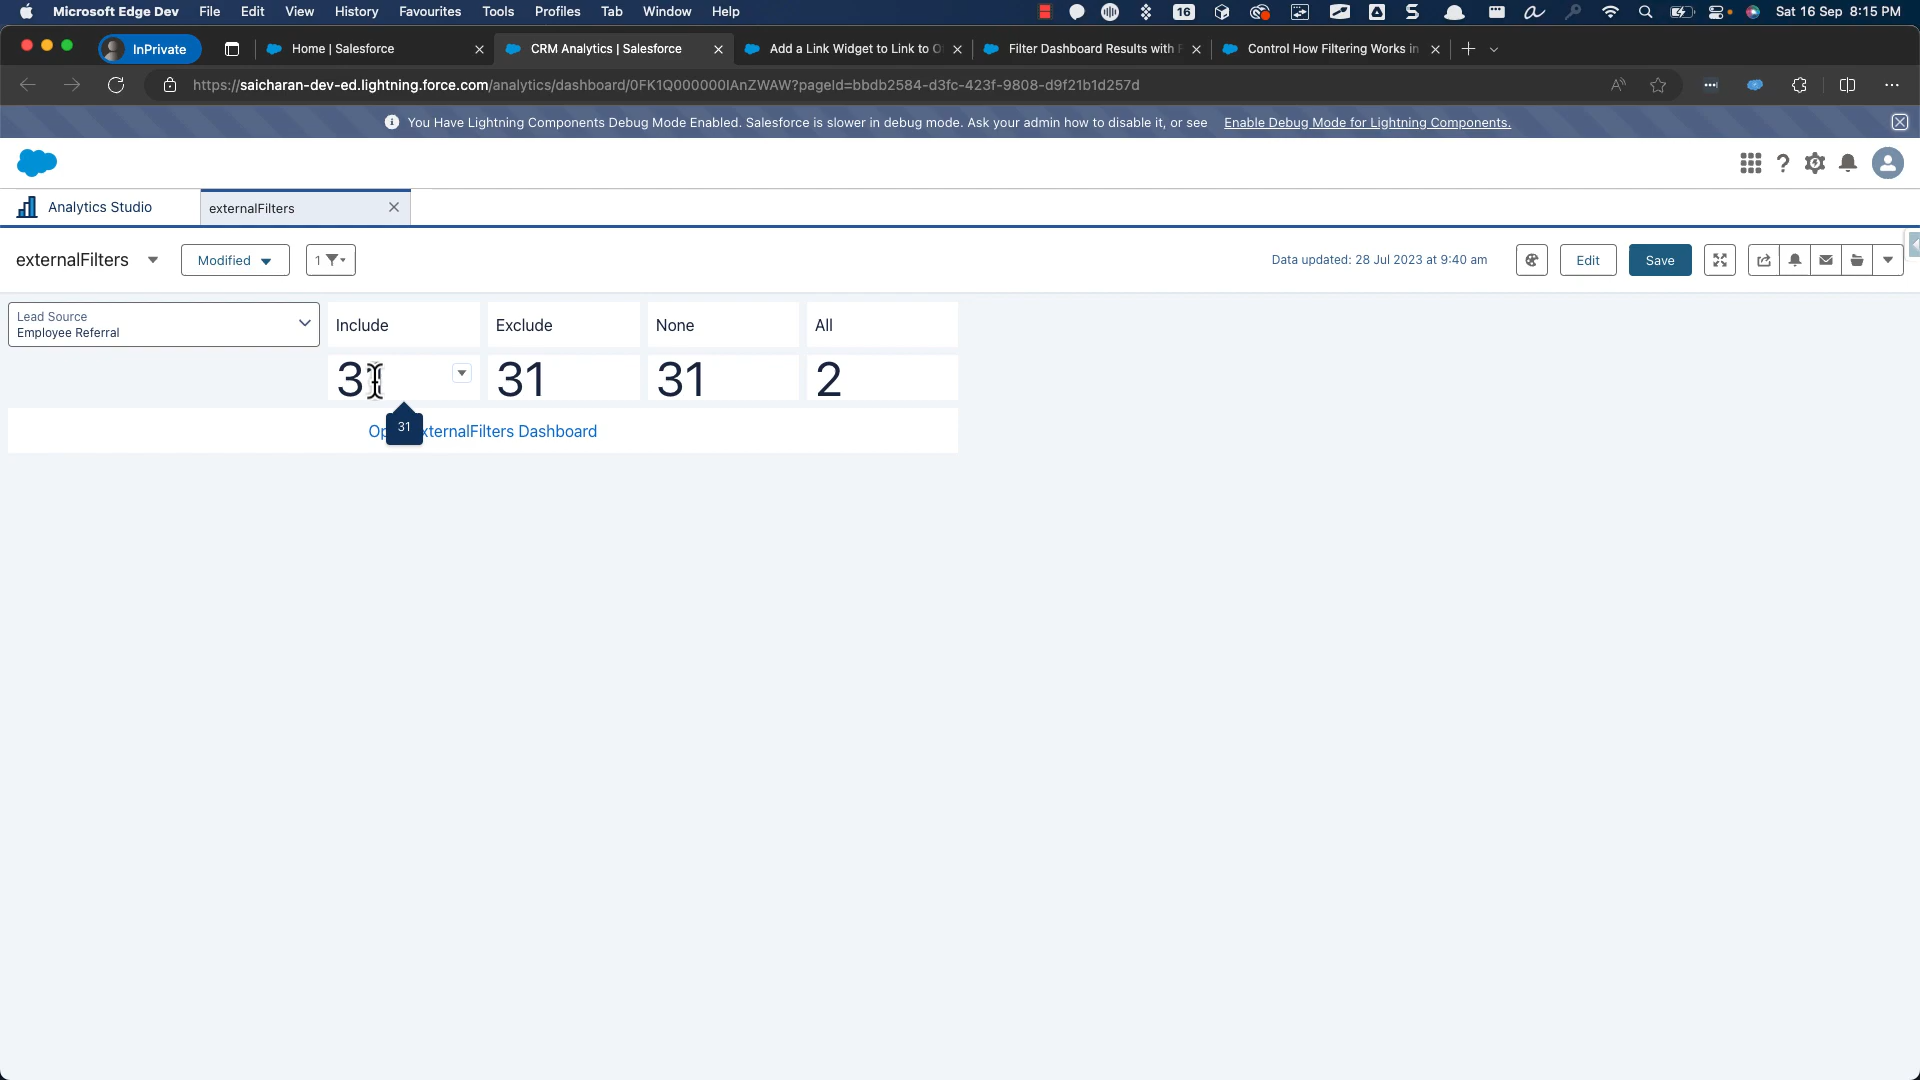 Microsoft Edge Dev File Edit View History Favourites Tools Profiles Tab Window Help 16 Sat 16 Sep 8:15 PM
InPrivate Home | Salesforce CRM Analytics | Salesforce Add a Link Widget to Link to O Filter Dashboard Results with F Control How Filtering Works in
https://saicharan-dev-ed.lightning.force.com/analytics/dashboard/0FK1Q000000IAnZWAW?pageId=bbdb2584-d3fc-423f-9808-d9f21b1d257d
You Have Lightning Components Debug Mode Enabled. Salesforce is slower in debug mode. Ask your admin how to disable it, or see Enable Debug Mode for Lightning Components.
Analytics Studio externalFilters
externalFilters Modified 1 Data updated: 28 Jul 2023 at 9:40 am Edit Save
Lead Source
Employee Referral
Include Exclude None All
31 31 31 2
31
Op xternalFilters Dashboard